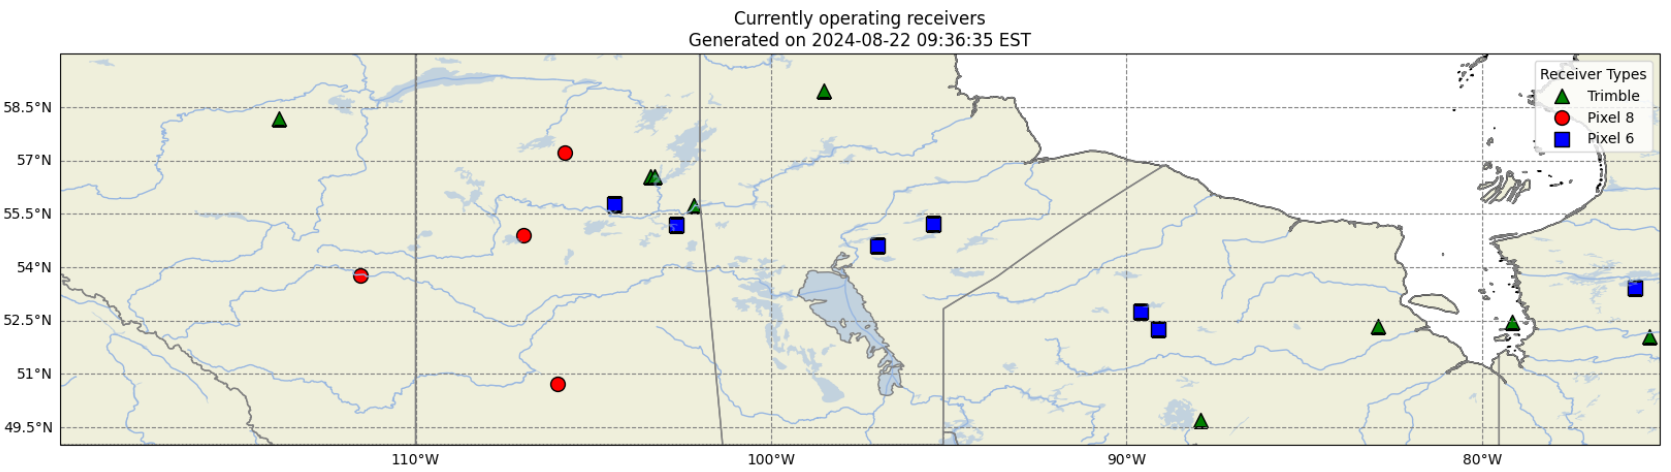 Currently operating receivers
Generated on 2024-08-22 09:36:35 EST
Receiver Types
Trimble
Pixel 8
Pixel 6
58.5°N
57°N
55.5°N
54°N
52.5°N
51°N
49.5°N
110°W
100°W
90°W
80°W